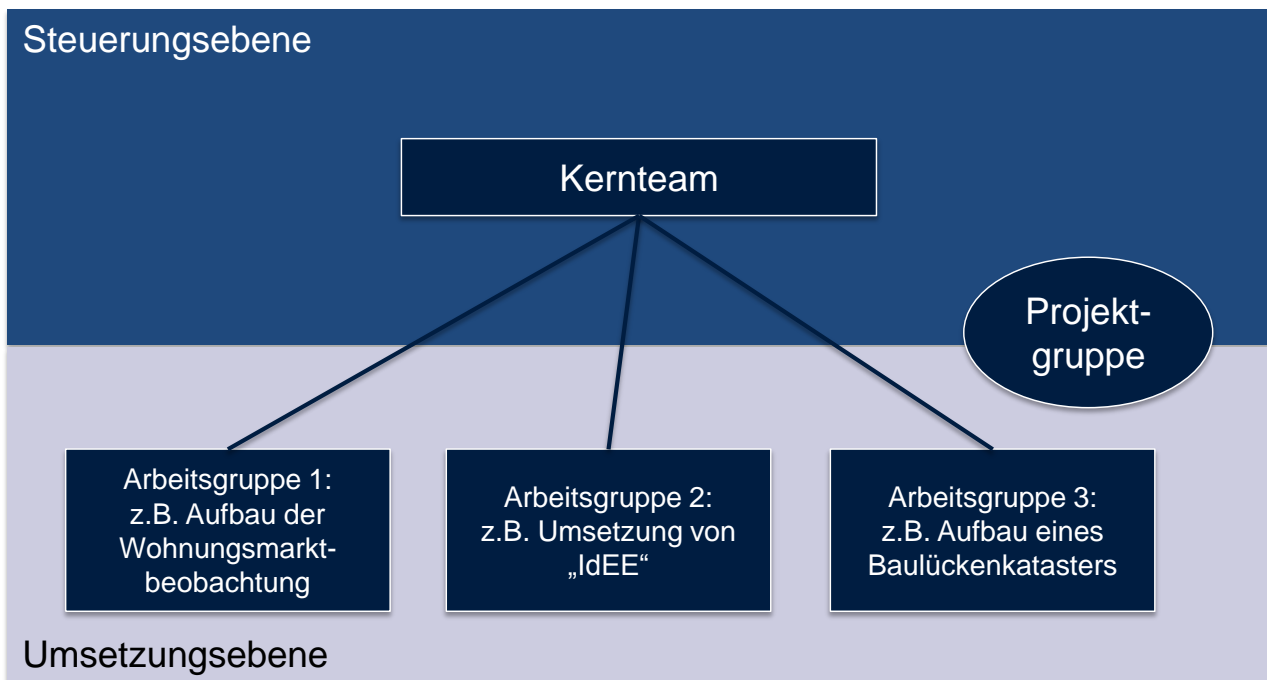 Steuerungsebene
Kernteam
Projekt-
gruppe
Arbeitsgruppe 1:
z.B. Aufbau der
Wohnungsmarkt-
beobachtung
Arbeitsgruppe 2:
z.B. Umsetzung von
„IdEE“
Arbeitsgruppe 3:
z.B. Aufbau eines
Baulückenkatasters
Umsetzungsebene